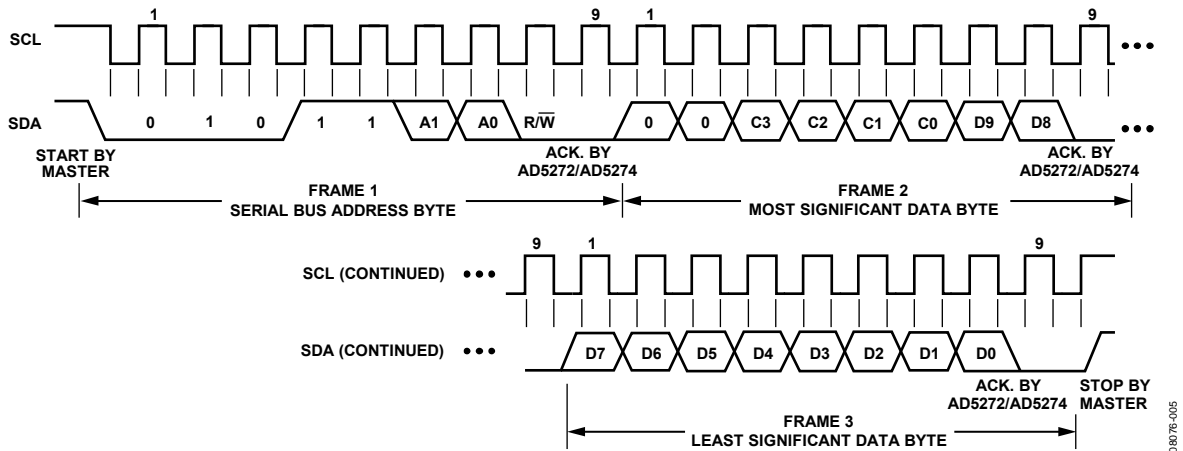 1 9 1 9
SCL
SDA 0 1 0 1 1 A1 A0 R/W̅ 0 0 C3 C2 C1 C0 D9 D8
START BY MASTER
ACK. BY AD5272/AD5274
ACK. BY AD5272/AD5274
FRAME 1
SERIAL BUS ADDRESS BYTE
FRAME 2
MOST SIGNIFICANT DATA BYTE
9 1 9
SCL (CONTINUED)
SDA (CONTINUED) D7 D6 D5 D4 D3 D2 D1 D0
ACK. BY AD5272/AD5274
STOP BY MASTER
FRAME 3
LEAST SIGNIFICANT DATA BYTE
08076-005